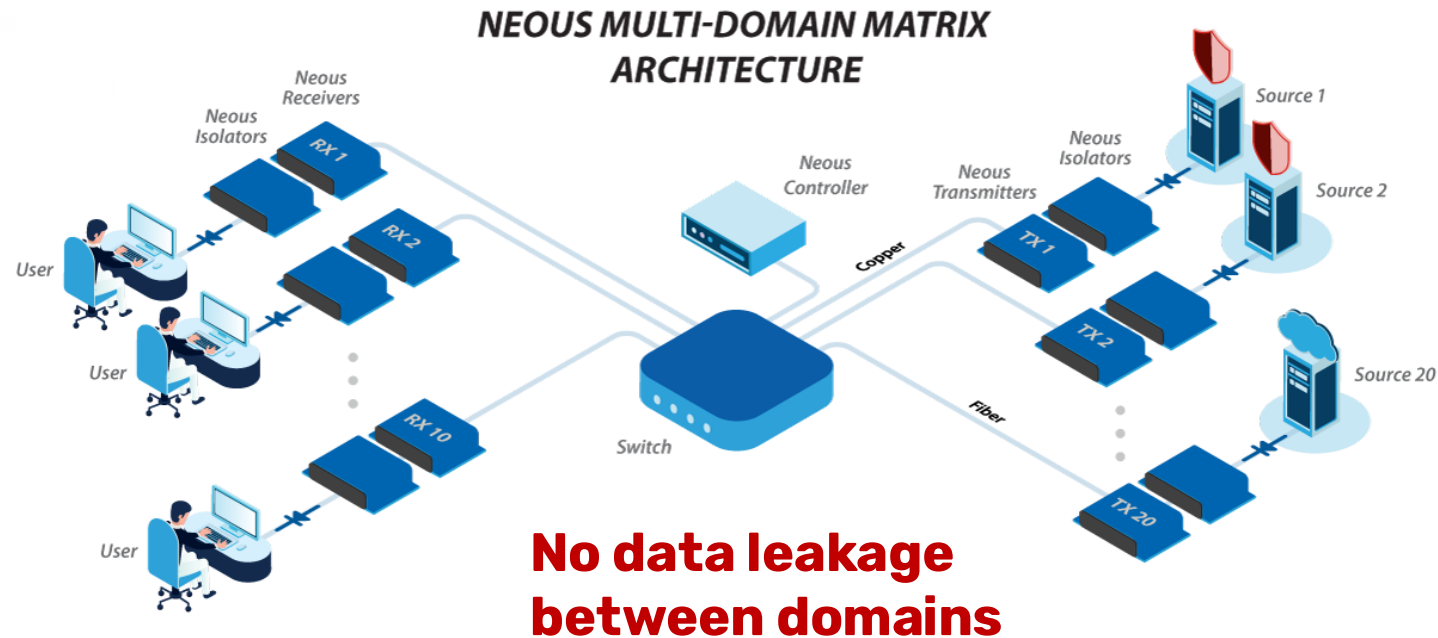 NEOUS MULTI-DOMAIN MATRIX
ARCHITECTURE
Neous
Receivers
Neous
Isolators
RX 1
User
RX 2
User
RX 10
User
Neous
Controller
Switch
Copper
Fiber
Neous
Transmitters
Neous
Isolators
TX 1
TX 2
TX 20
Source 1
Source 2
Source 20
No data leakage
between domains